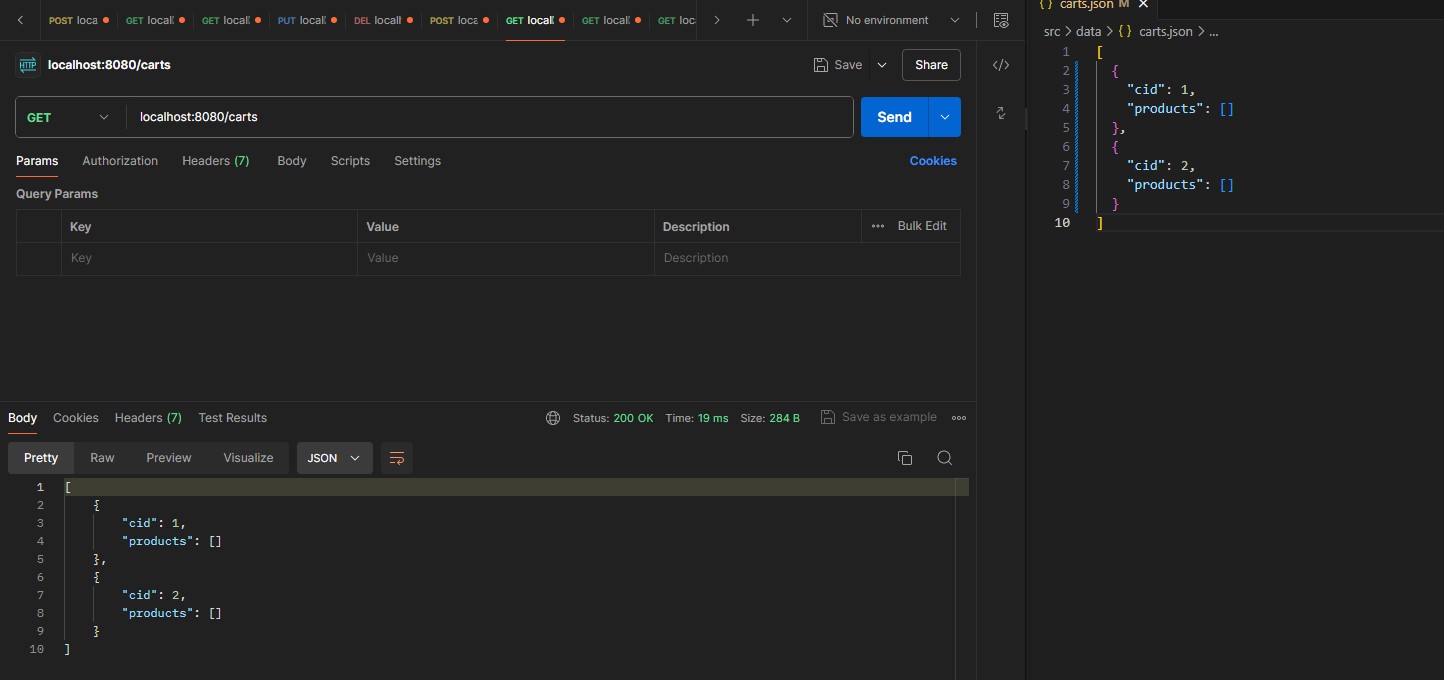 POST loca GET locall GET locall PUT locall DEL locall POST loca GET locall GET locall GET loc No environment
localhost:8080/carts Save Share
GET localhost:8080/carts Send
Params Authorization Headers (7) Body Scripts Settings Cookies
Query Params
Key Value Description Bulk Edit
Key Value Description
Body Cookies Headers (7) Test Results Status: 200 OK Time: 19 ms Size: 284 B Save as example
Pretty Raw Preview Visualize JSON
1 [
2 {
3 "cid": 1,
4 "products": []
5 },
6 {
7 "cid": 2,
8 "products": []
9 }
10 ]
{} carts.json M
src > data > {} carts.json > ...
1 [
2 {
3 "cid": 1,
4 "products": []
5 },
6 {
7 "cid": 2,
8 "products": []
9 }
10 ]